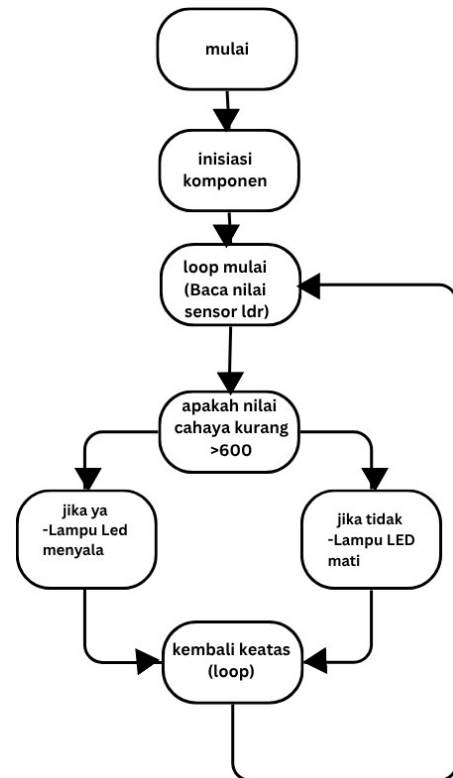 mulai
inisiasi
komponen
loop mulai
(Baca nilai
sensor ldr)
apakah nilai
cahaya kurang
>600
jika ya
-Lampu Led
menyala
jika tidak
-Lampu LED
mati
kembali keatas
(loop)